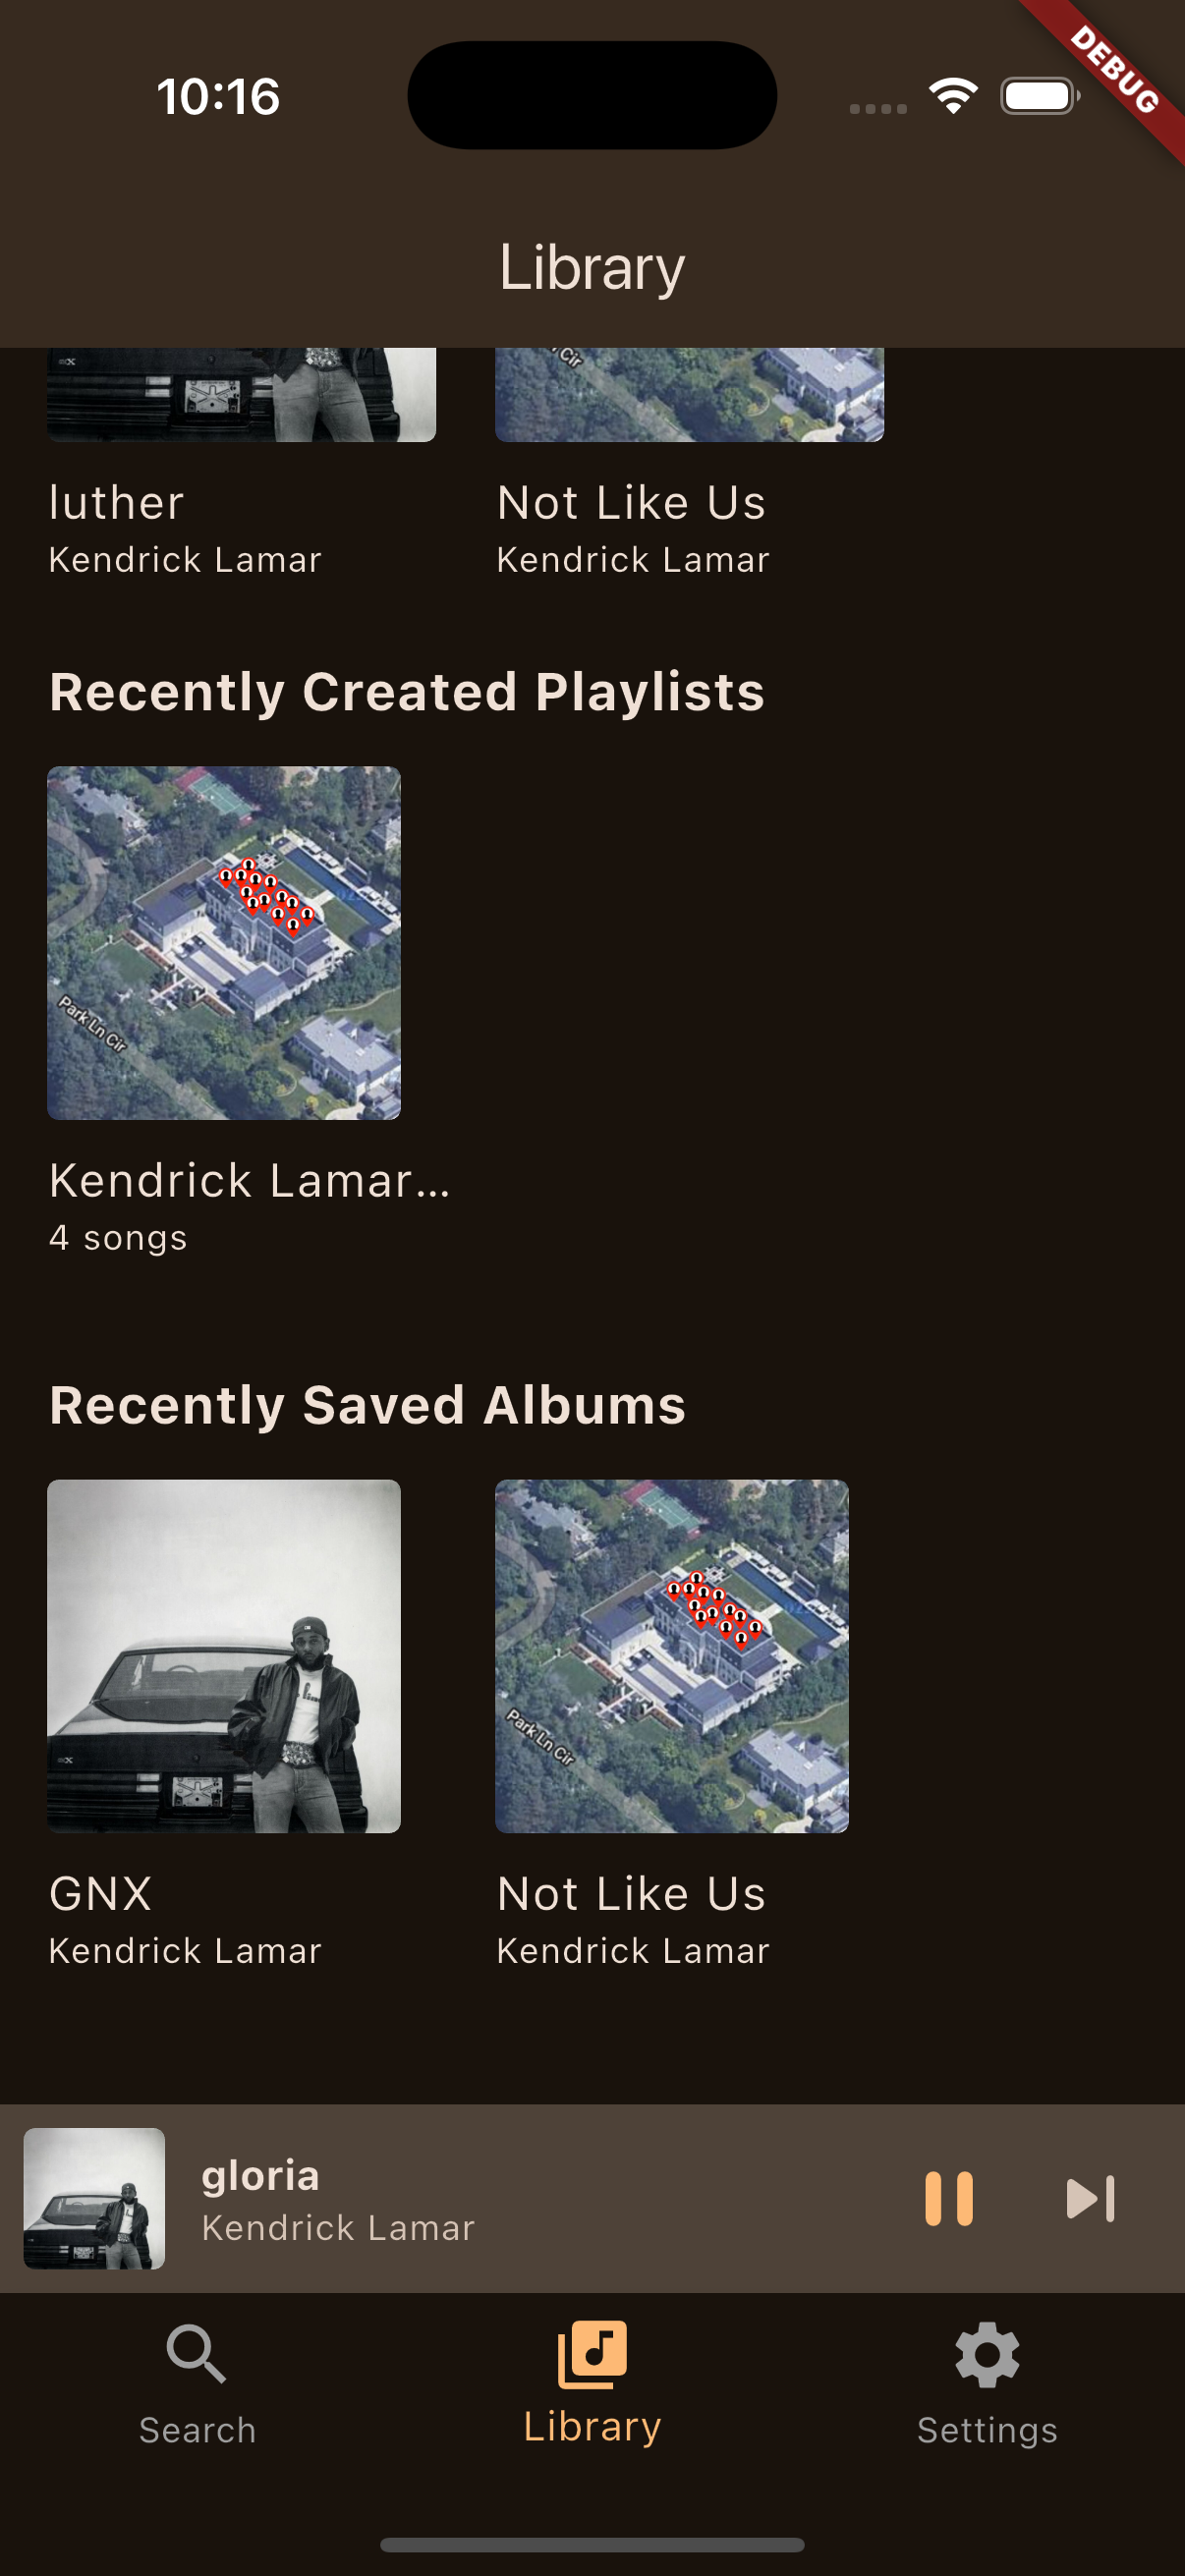 10:16
DEBUG
Library
Cir
luther
Not Like Us
Kendrick Lamar
Kendrick Lamar
Recently Created Playlists
Park Ln Cir
Kendrick Lamar...
4 songs
Recently Saved Albums
Park Ln Cir
GNX
Not Like Us
Kendrick Lamar
Kendrick Lamar
gloria
Kendrick Lamar
Search
Library
Settings